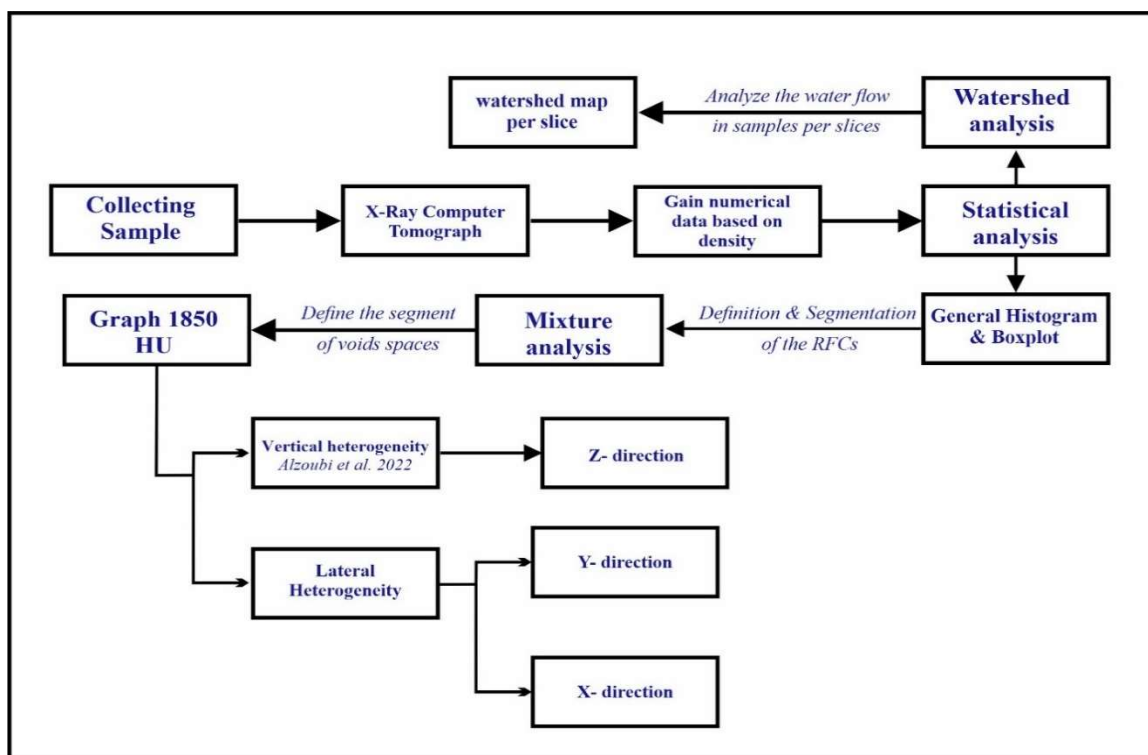 watershed map
per slice
Analyze the water flow
in samples per slices
Watershed
analysis
Collecting
Sample
X-Ray Computer
Tomograph
Gain numerical
data based on
density
Statistical
analysis
Graph 1850
HU
Define the segment
of voids spaces
Mixture
analysis
Definition & Segmentation
of the RFCs
General Histogram
& Boxplot
Vertical heterogeneity
Alzoubi et al. 2022
Z- direction
Lateral
Heterogeneity
Y- direction
X- direction